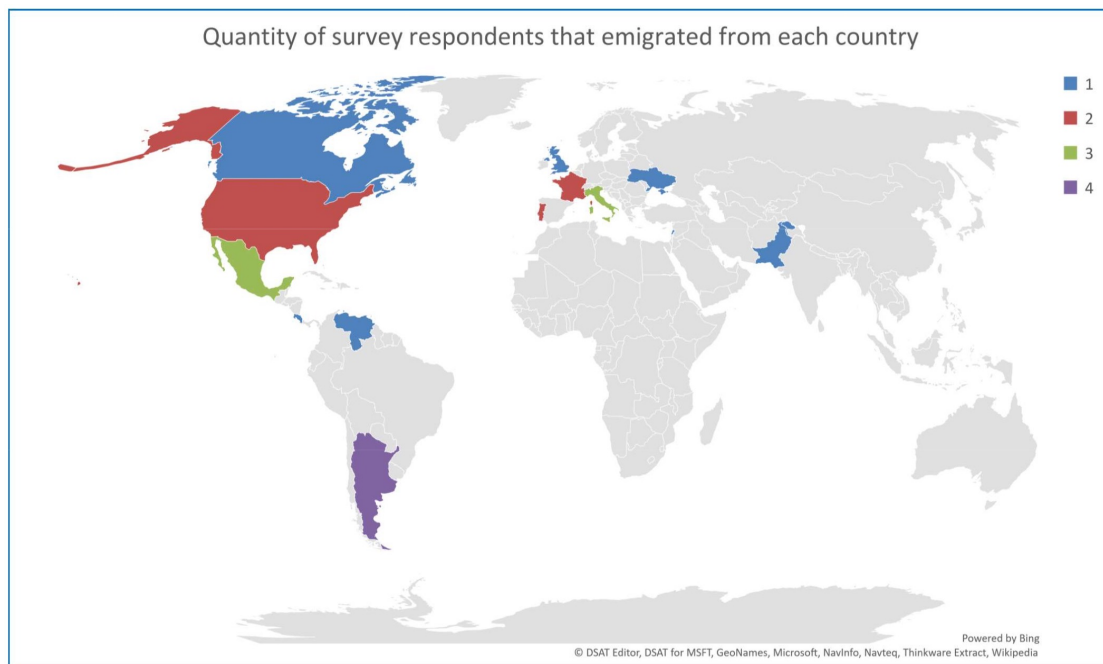 Quantity of survey respondents that emigrated from each country
1
2
3
4
Powered by Bing
© DSAT Editor, DSAT for MSFT, GeoNames, Microsoft, NavInfo, Navteq, Thinkware Extract, Wikipedia